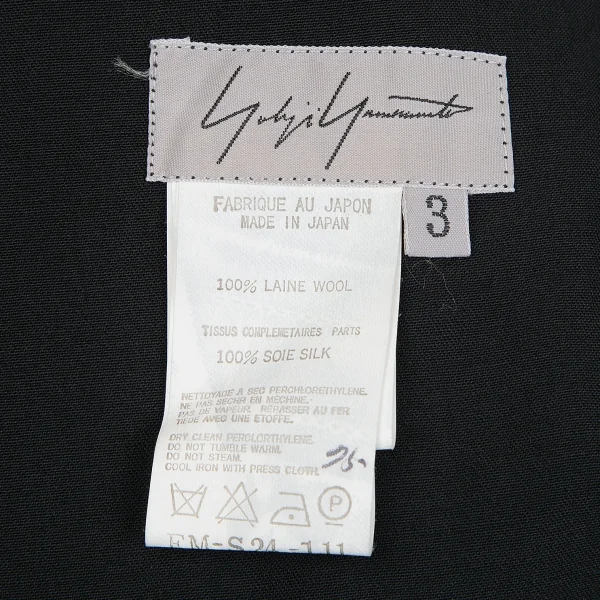 Yohji Yamamoto
3
FABRIQUE AU JAPON
MADE IN JAPAN
100% LAINE WOOL
TISSUS COMPLEMETAIRES PARTS
100% SOIE SILK
NETTOYAGE A SEC PERCHLORETHYLENE.
NE PAS SECHR EN MECHINE.
PAS DE VAPEUR. REPASSER AU FER
TIEDE AVEC UNE ETOFFE.
DRY CLEAN PERGLORTHYLENE.
DO NOT TUMBLE WARM.
DO NOT STEAM.
COOL IRON WITH PRESS CLOTH.
P